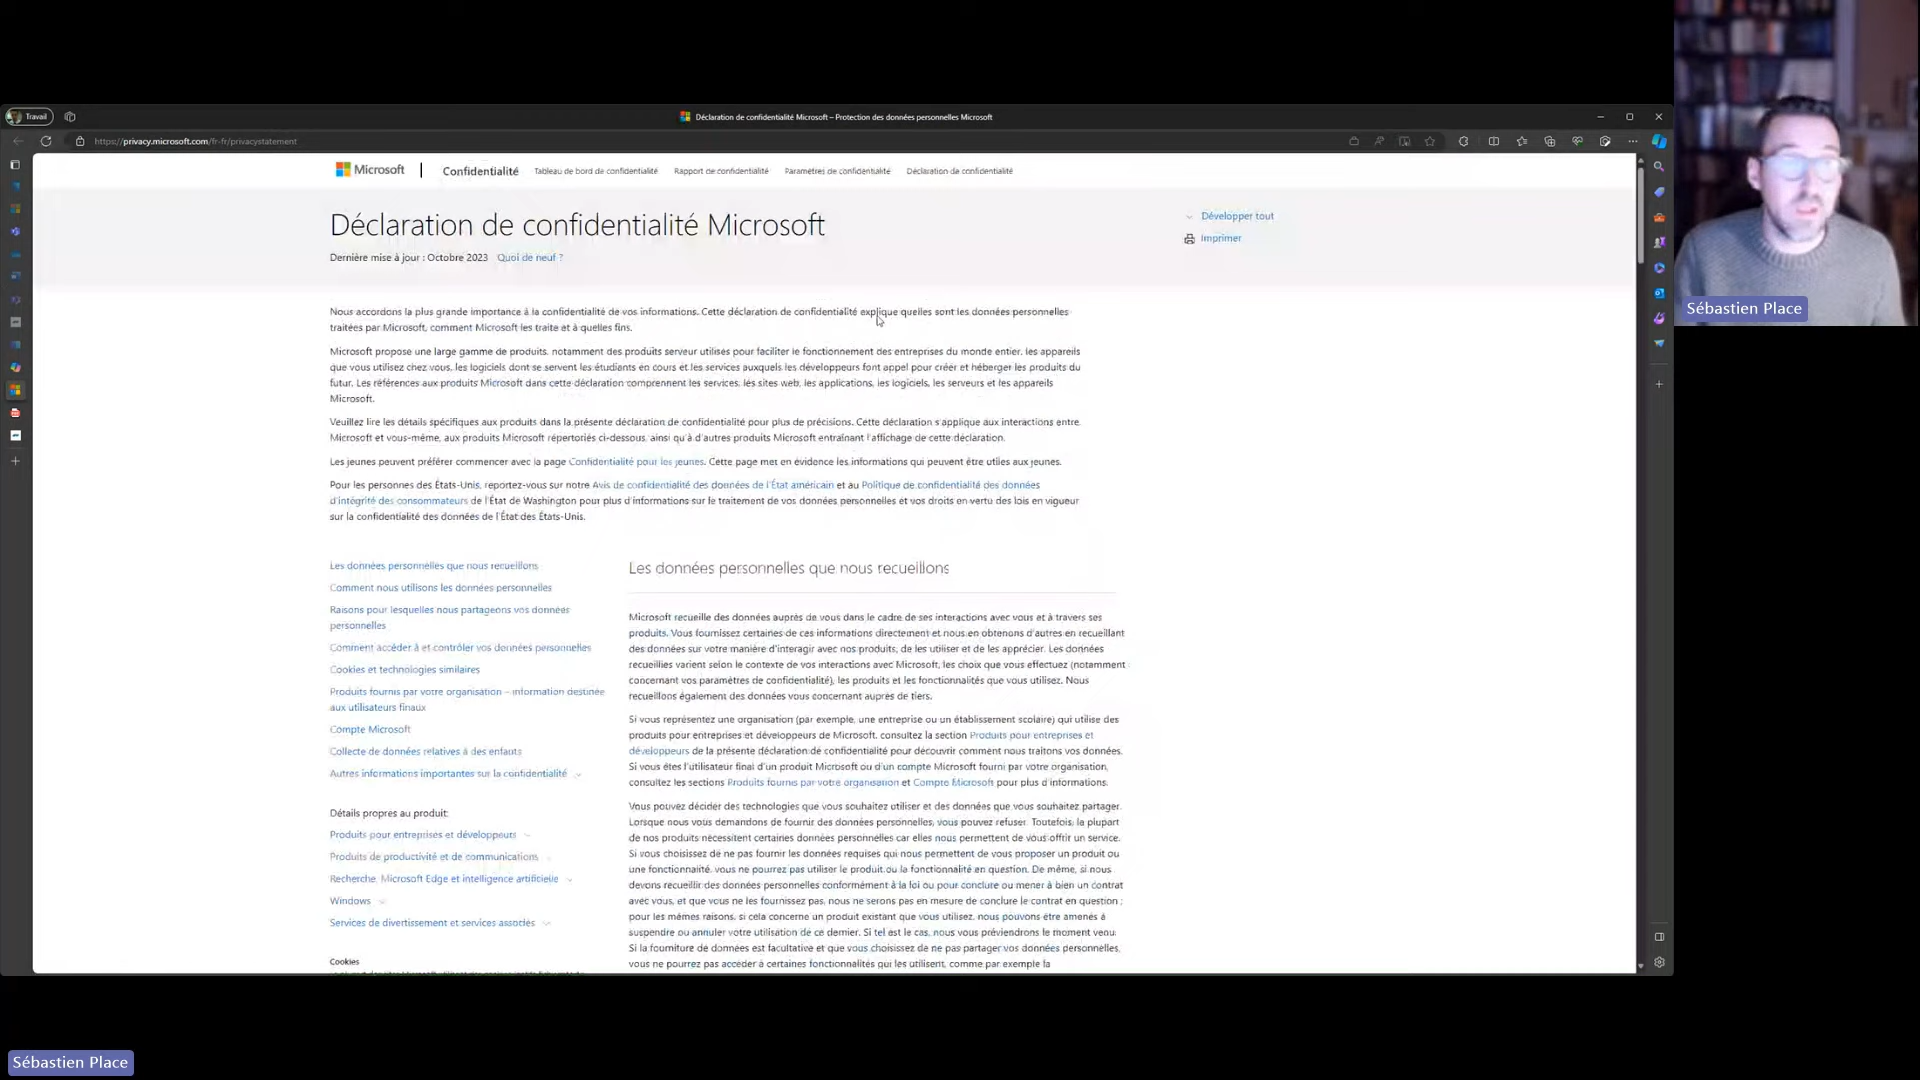 Travail
Déclaration de confidentialité Microsoft – Protection des données personnelles Microsoft
https://privacy.microsoft.com/fr-fr/privacystatement
Microsoft
Confidentialité
Tableau de bord de confidentialité
Rapport de confidentialité
Paramètres de confidentialité
Déclaration de confidentialité
Déclaration de confidentialité Microsoft
Développer tout
Imprimer
Dernière mise à jour : Octobre 2023 Quoi de neuf ?
Nous accordons la plus grande importance à la confidentialité de vos informations. Cette déclaration de confidentialité explique quelles sont les données personnelles
traitées par Microsoft, comment Microsoft les traite et à quelles fins.
Microsoft propose une large gamme de produits, notamment des produits serveur utilisés pour faciliter le fonctionnement des entreprises du monde entier, les appareils
que vous utilisez chez vous, les logiciels dont se servent les étudiants en cours et les services auxquels les développeurs font appel pour créer et héberger les produits du
futur. Les références aux produits Microsoft dans cette déclaration comprennent les services, les sites web, les applications, les logiciels, les serveurs et les appareils
Microsoft.
Veuillez lire les détails spécifiques aux produits dans la présente déclaration de confidentialité pour plus de précisions. Cette déclaration s'applique aux interactions entre
Microsoft et vous-même, aux produits Microsoft répertoriés ci-dessous, ainsi qu'à d'autres produits Microsoft entraînant l'affichage de cette déclaration.
Les jeunes peuvent préférer commencer avec la page Confidentialité pour les jeunes. Cette page met en évidence les informations qui peuvent être utiles aux jeunes.
Pour les personnes des États-Unis, reportez-vous sur notre Avis de confidentialité des données de l'État américain et au Politique de confidentialité des données
d'intégrité des consommateurs de l'État de Washington pour plus d'informations sur le traitement de vos données personnelles et vos droits en vertu des lois en vigueur
sur la confidentialité des données de l'État des États-Unis.
Les données personnelles que nous recueillons
Comment nous utilisons les données personnelles
Raisons pour lesquelles nous partageons vos données
personnelles
Comment accéder à et contrôler vos données personnelles
Cookies et technologies similaires
Produits fournis par votre organisation – information destinée
aux utilisateurs finaux
Compte Microsoft
Collecte de données relatives à des enfants
Autres informations importantes sur la confidentialité
Détails propres au produit:
Produits pour entreprises et développeurs
Produits de productivité et de communications
Recherche, Microsoft Edge et intelligence artificielle
Windows
Services de divertissement et services associés
Cookies
Les données personnelles que nous recueillons
Microsoft recueille des données auprès de vous dans le cadre de ses interactions avec vous et à travers ses
produits. Vous fournissez certaines de ces informations directement et nous en obtenons d'autres en recueillant
des données sur votre manière d'interagir avec nos produits, de les utiliser et de les apprécier. Les données
recueillies varient selon le contexte de vos interactions avec Microsoft, les choix que vous effectuez (notamment
concernant vos paramètres de confidentialité), les produits et les fonctionnalités que vous utilisez. Nous
recueillons également des données vous concernant auprès de tiers.
Si vous représentez une organisation (par exemple, une entreprise ou un établissement scolaire) qui utilise des
produits pour entreprises et développeurs de Microsoft, consultez la section Produits pour entreprises et
développeurs de la présente déclaration de confidentialité pour découvrir comment nous traitons vos données.
Si vous êtes l'utilisateur final d'un produit Microsoft ou d'un compte Microsoft fourni par votre organisation,
consultez les sections Produits fournis par votre organisation et Compte Microsoft pour plus d'informations.
Vous pouvez décider des technologies que vous souhaitez utiliser et des données que vous souhaitez partager.
Lorsque nous vous demandons de fournir des données personnelles, vous pouvez refuser. Toutefois, la plupart
de nos produits nécessitent certaines données personnelles car elles nous permettent de vous offrir un service.
Si vous choisissez de ne pas fournir les données requises qui nous permettent de vous proposer un produit ou
une fonctionnalité, vous ne pourrez pas utiliser le produit ou la fonctionnalité en question. De même, si nous
devons recueillir des données personnelles conformément à la loi ou pour conclure ou mener à bien un contrat
avec vous, et que vous ne les fournissez pas, nous ne serons pas en mesure de conclure le contrat en question ;
pour les mêmes raisons, si cela concerne un produit existant que vous utilisez, nous pouvons être amenés à
suspendre ou annuler votre utilisation de ce dernier. Si tel est le cas, nous vous préviendrons le moment venu.
Si la fourniture de données est facultative et que vous choisissez de ne pas partager vos données personnelles,
vous ne pourrez pas accéder à certaines fonctionnalités qui les utilisent, comme par exemple la
Sébastien Place
Sébastien Place